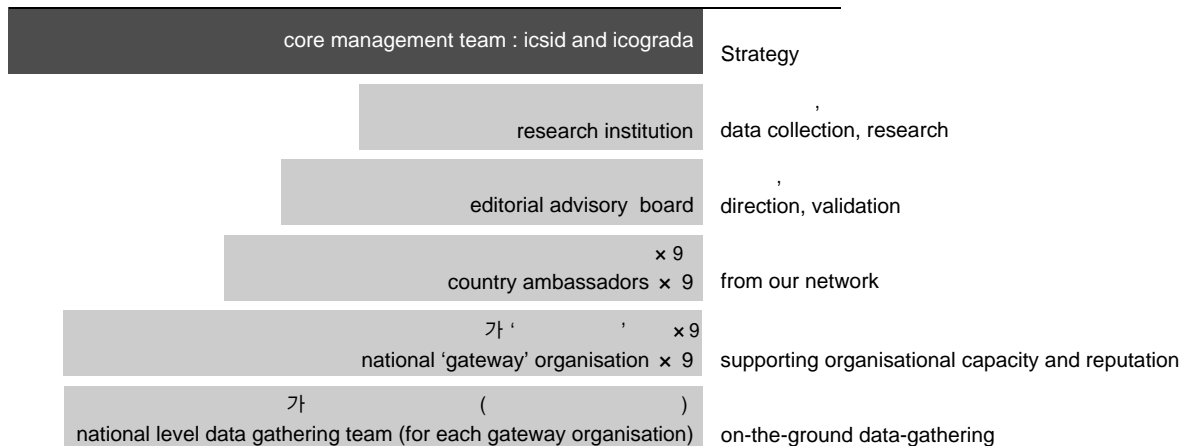 core management team : icsid and icograda
Strategy
,
research institution
data collection, research
,
editorial advisory board
direction, validation
× 9
country ambassadors × 9
from our network
가 ‘ ’ × 9
national ‘gateway’ organisation × 9
supporting organisational capacity and reputation
가 ( )
national level data gathering team (for each gateway organisation)
on-the-ground data-gathering